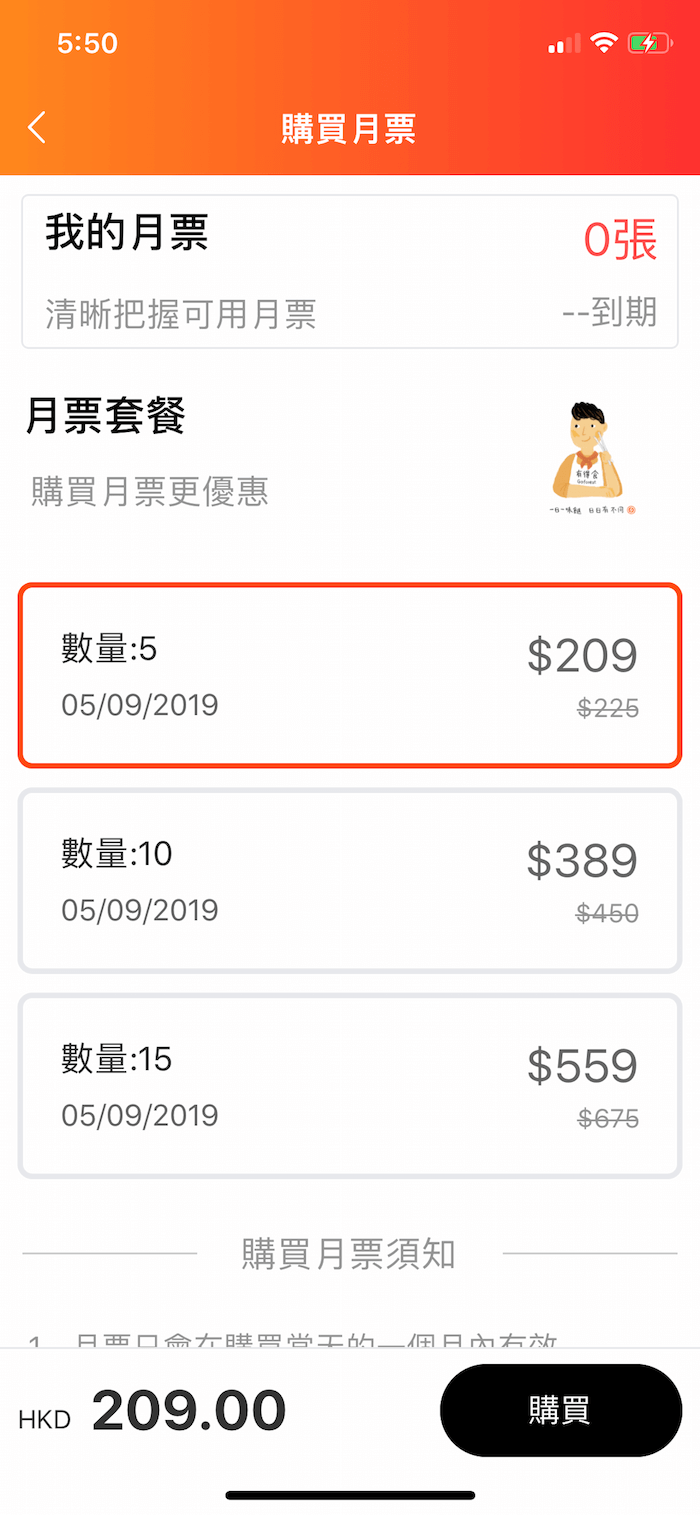 5:50
購買月票
我的月票
0張
清晰把握可用月票
--到期
月票套餐
購買月票更優惠
有得食
一日一味餸 日日有不同
數量:5
$209
05/09/2019
$225
數量:10
$389
05/09/2019
$450
數量:15
$559
05/09/2019
$675
購買月票須知
1、月票只會在購買當天的一個月內有效
HKD 209.00
購買